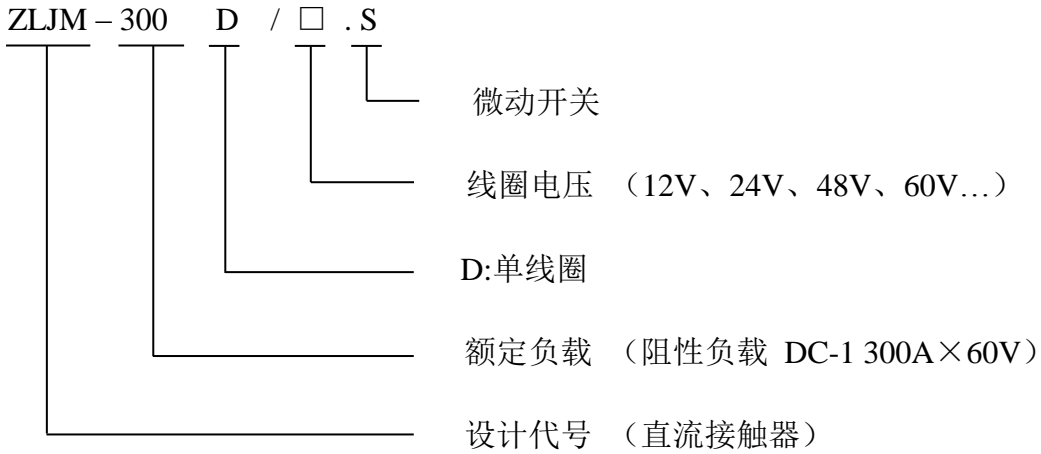 ZLJM – 300 D / □ . S
微动开关
线圈电压 （12V、24V、48V、60V…）
D:单线圈
额定负载 （阻性负载 DC-1 300A×60V）
设计代号 （直流接触器）